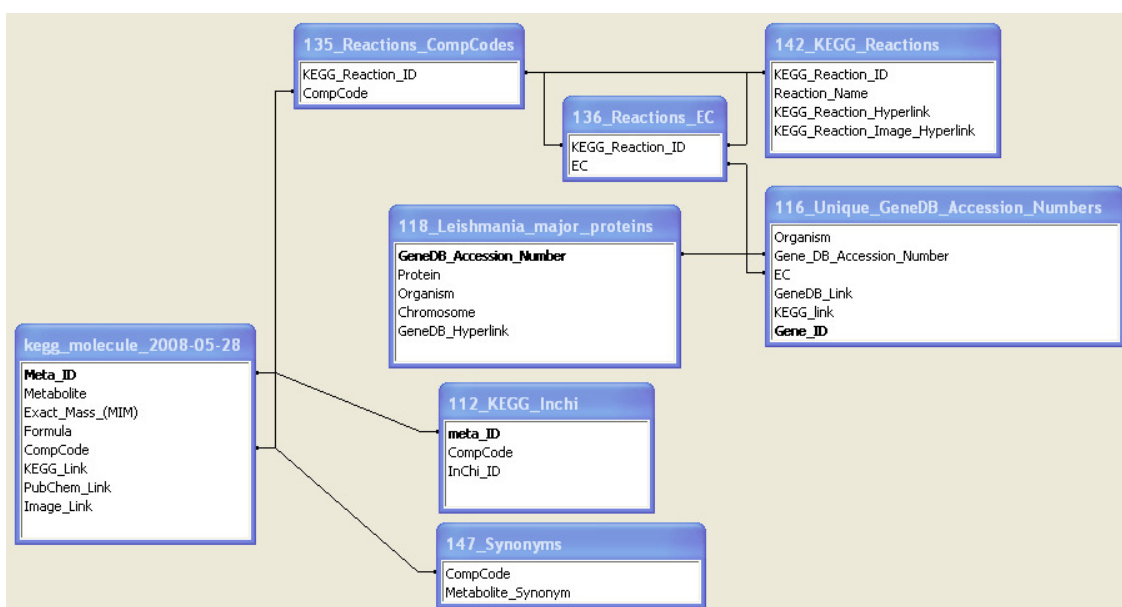 135_Reactions_CompCodes
KEGG_Reaction_ID
CompCode
142_KEGG_Reactions
KEGG_Reaction_ID
Reaction_Name
KEGG_Reaction_Hyperlink
KEGG_Reaction_Image_Hyperlink
136_Reactions_EC
KEGG_Reaction_ID
EC
118_Leishmania_major_proteins
GeneDB_Accession_Number
Protein
Organism
Chromosome
GeneDB_Hyperlink
116_Unique_GeneDB_Accession_Numbers
Organism
Gene_DB_Accession_Number
EC
GeneDB_Link
KEGG_link
Gene_ID
kegg_molecule_2008-05-28
Meta_ID
Metabolite
Exact_Mass_(MIM)
Formula
CompCode
KEGG_Link
PubChem_Link
Image_Link
112_KEGG_Inchi
meta_ID
CompCode
InChi_ID
147_Synonyms
CompCode
Metabolite_Synonym